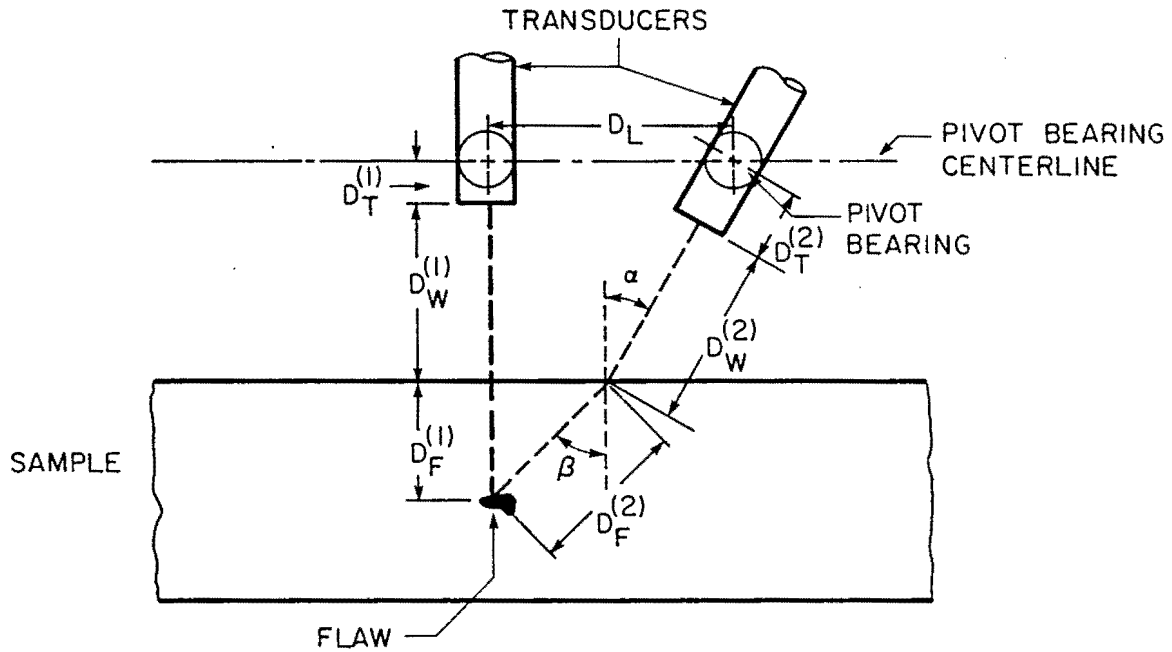 TRANSDUCERS
D_L
PIVOT BEARING
CENTERLINE
D_T^(1)
PIVOT
BEARING
D_T^(2)
D_W^(1)
α
D_W^(2)
D_F^(1)
SAMPLE
β
D_F^(2)
FLAW